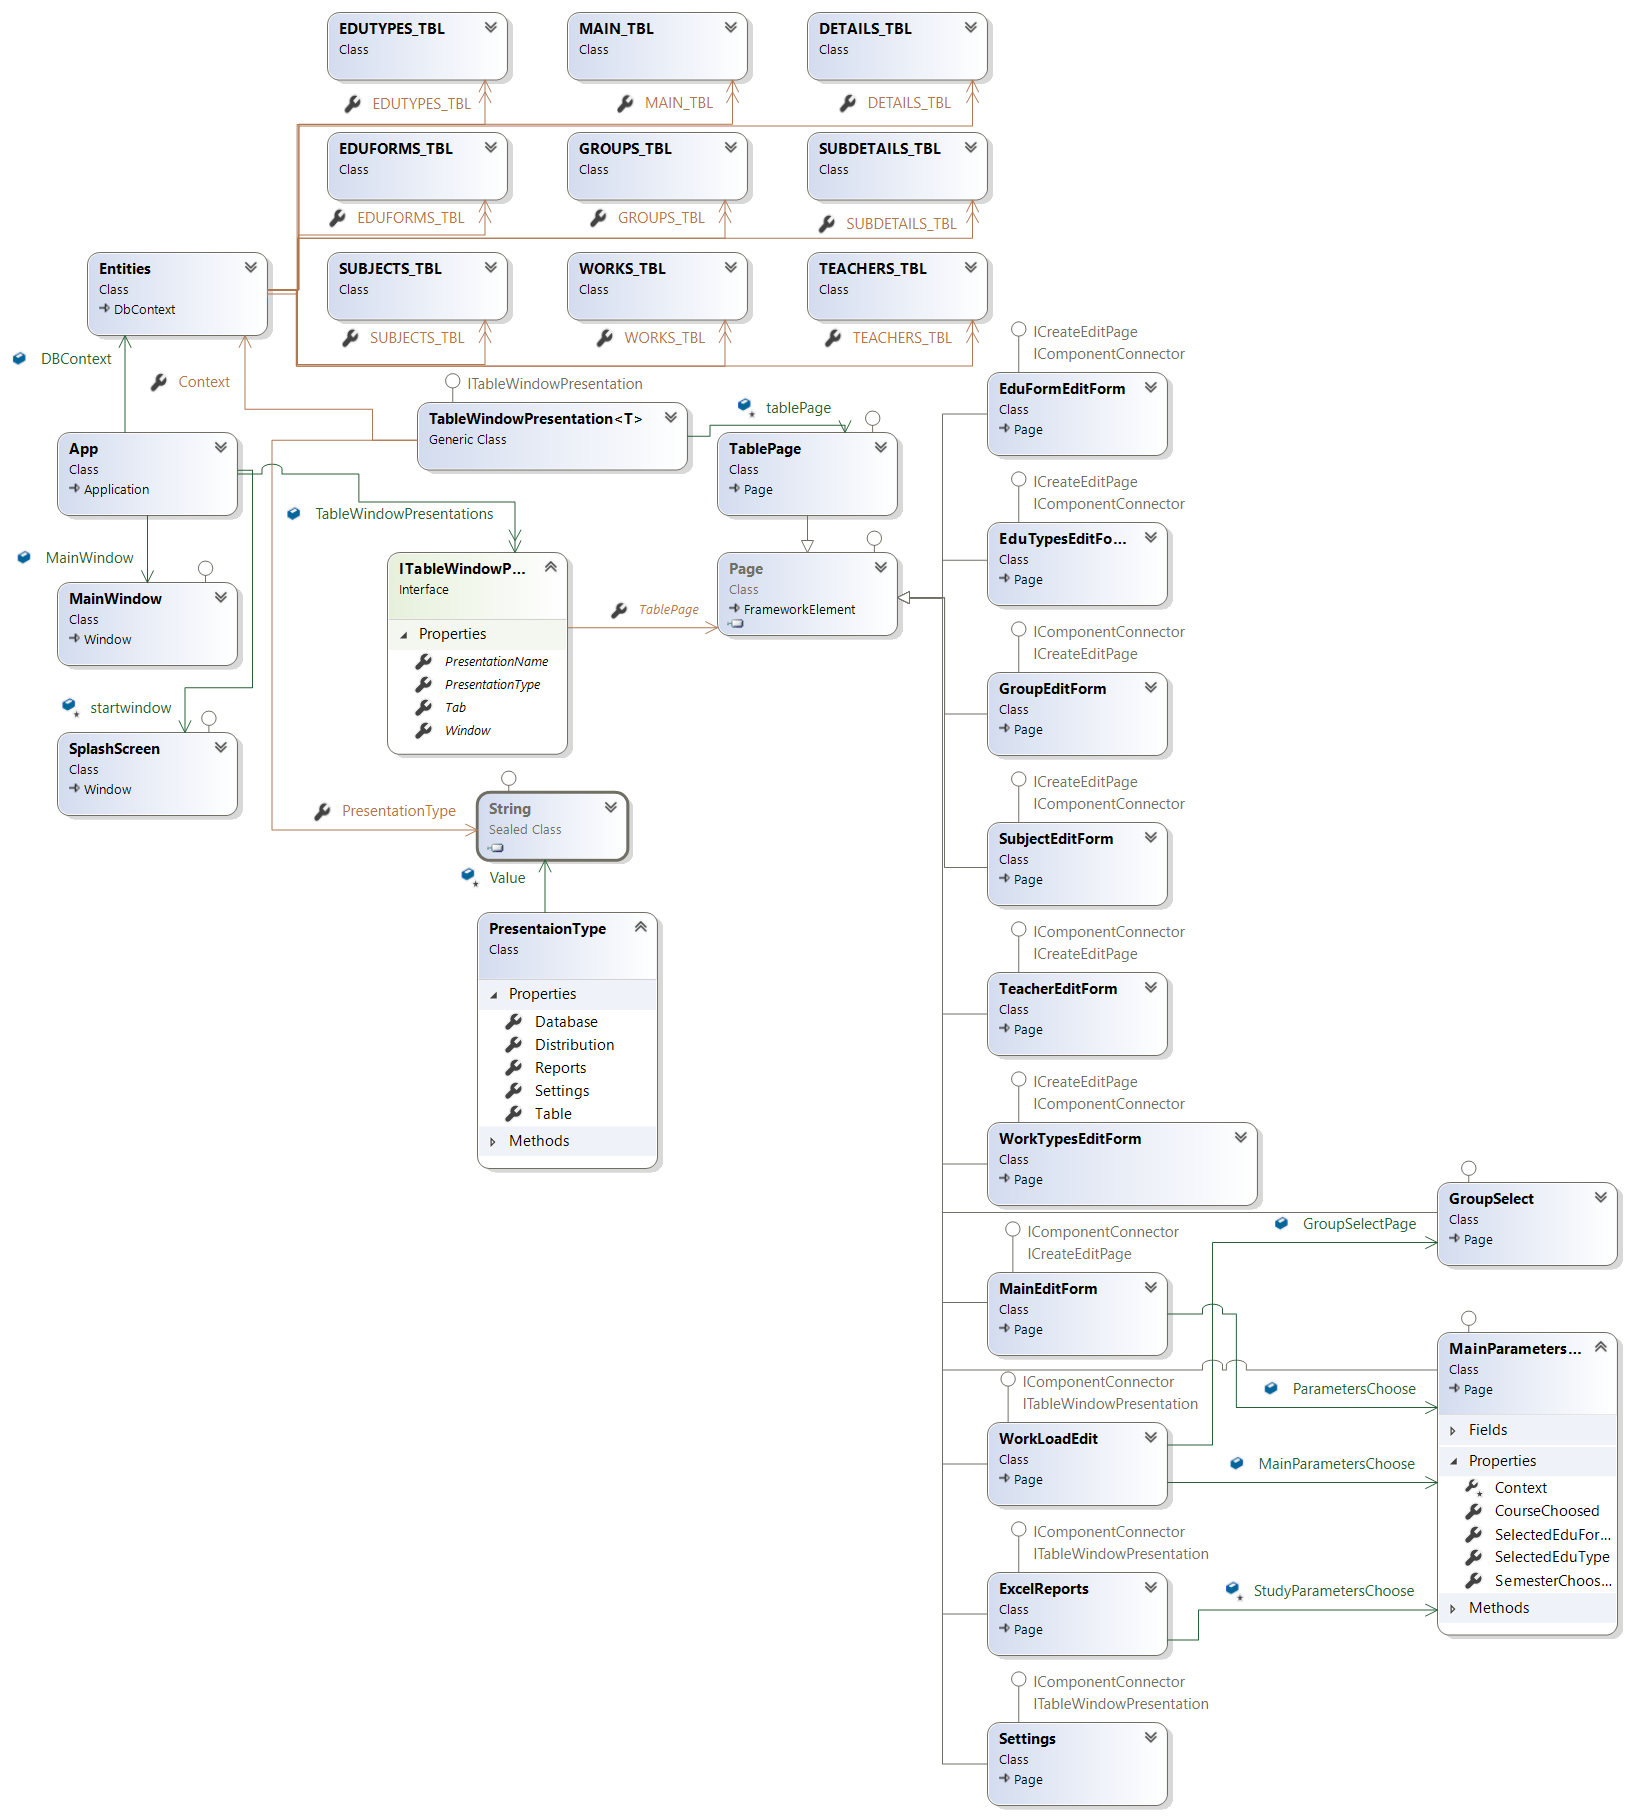 EDUTYPES_TBL
Class
MAIN_TBL
Class
DETAILS_TBL
Class
EDUTYPES_TBL
MAIN_TBL
DETAILS_TBL
EDUFORMS_TBL
Class
GROUPS_TBL
Class
SUBDETAILS_TBL
Class
EDUFORMS_TBL
GROUPS_TBL
SUBDETAILS_TBL
Entities
Class
DbContext
SUBJECTS_TBL
Class
WORKS_TBL
Class
TEACHERS_TBL
Class
SUBJECTS_TBL
WORKS_TBL
TEACHERS_TBL
DBContext
Context
ITableWindowPresentation
TableWindowPresentation<T>
Generic Class
tablePage
TablePage
Class
Page
App
Class
Application
TableWindowPresentations
MainWindow
MainWindow
Class
Window
startwindow
SplashScreen
Class
Window
ITableWindowP...
Interface
Properties
PresentationName
PresentationType
Tab
Window
TablePage
Page
Class
FrameworkElement
PresentationType
String
Sealed Class
Value
PresentaionType
Class
Properties
Database
Distribution
Reports
Settings
Table
Methods
ICreateEditPage
IComponentConnector
EduFormEditForm
Class
Page
ICreateEditPage
IComponentConnector
EduTypesEditFo...
Class
Page
IComponentConnector
ICreateEditPage
GroupEditForm
Class
Page
ICreateEditPage
IComponentConnector
SubjectEditForm
Class
Page
IComponentConnector
ICreateEditPage
TeacherEditForm
Class
Page
ICreateEditPage
IComponentConnector
WorkTypesEditForm
Class
Page
GroupSelectPage
GroupSelect
Class
Page
IComponentConnector
ICreateEditPage
MainEditForm
Class
Page
ParametersChoose
IComponentConnector
ITableWindowPresentation
WorkLoadEdit
Class
Page
MainParametersChoose
MainParameters...
Class
Page
Fields
Properties
Context
CourseChoosed
SelectedEduFor...
SelectedEduType
SemesterChoos...
Methods
IComponentConnector
ITableWindowPresentation
ExcelReports
Class
Page
StudyParametersChoose
IComponentConnector
ITableWindowPresentation
Settings
Class
Page